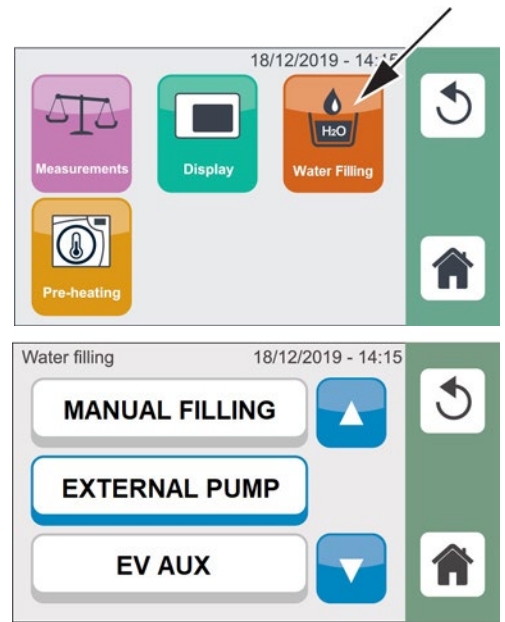 18/12/2019 - 14:15
Measurements
Display
H₂O
Water Filling
Pre-heating
Water filling 18/12/2019 - 14:15
MANUAL FILLING
EXTERNAL PUMP
EV AUX